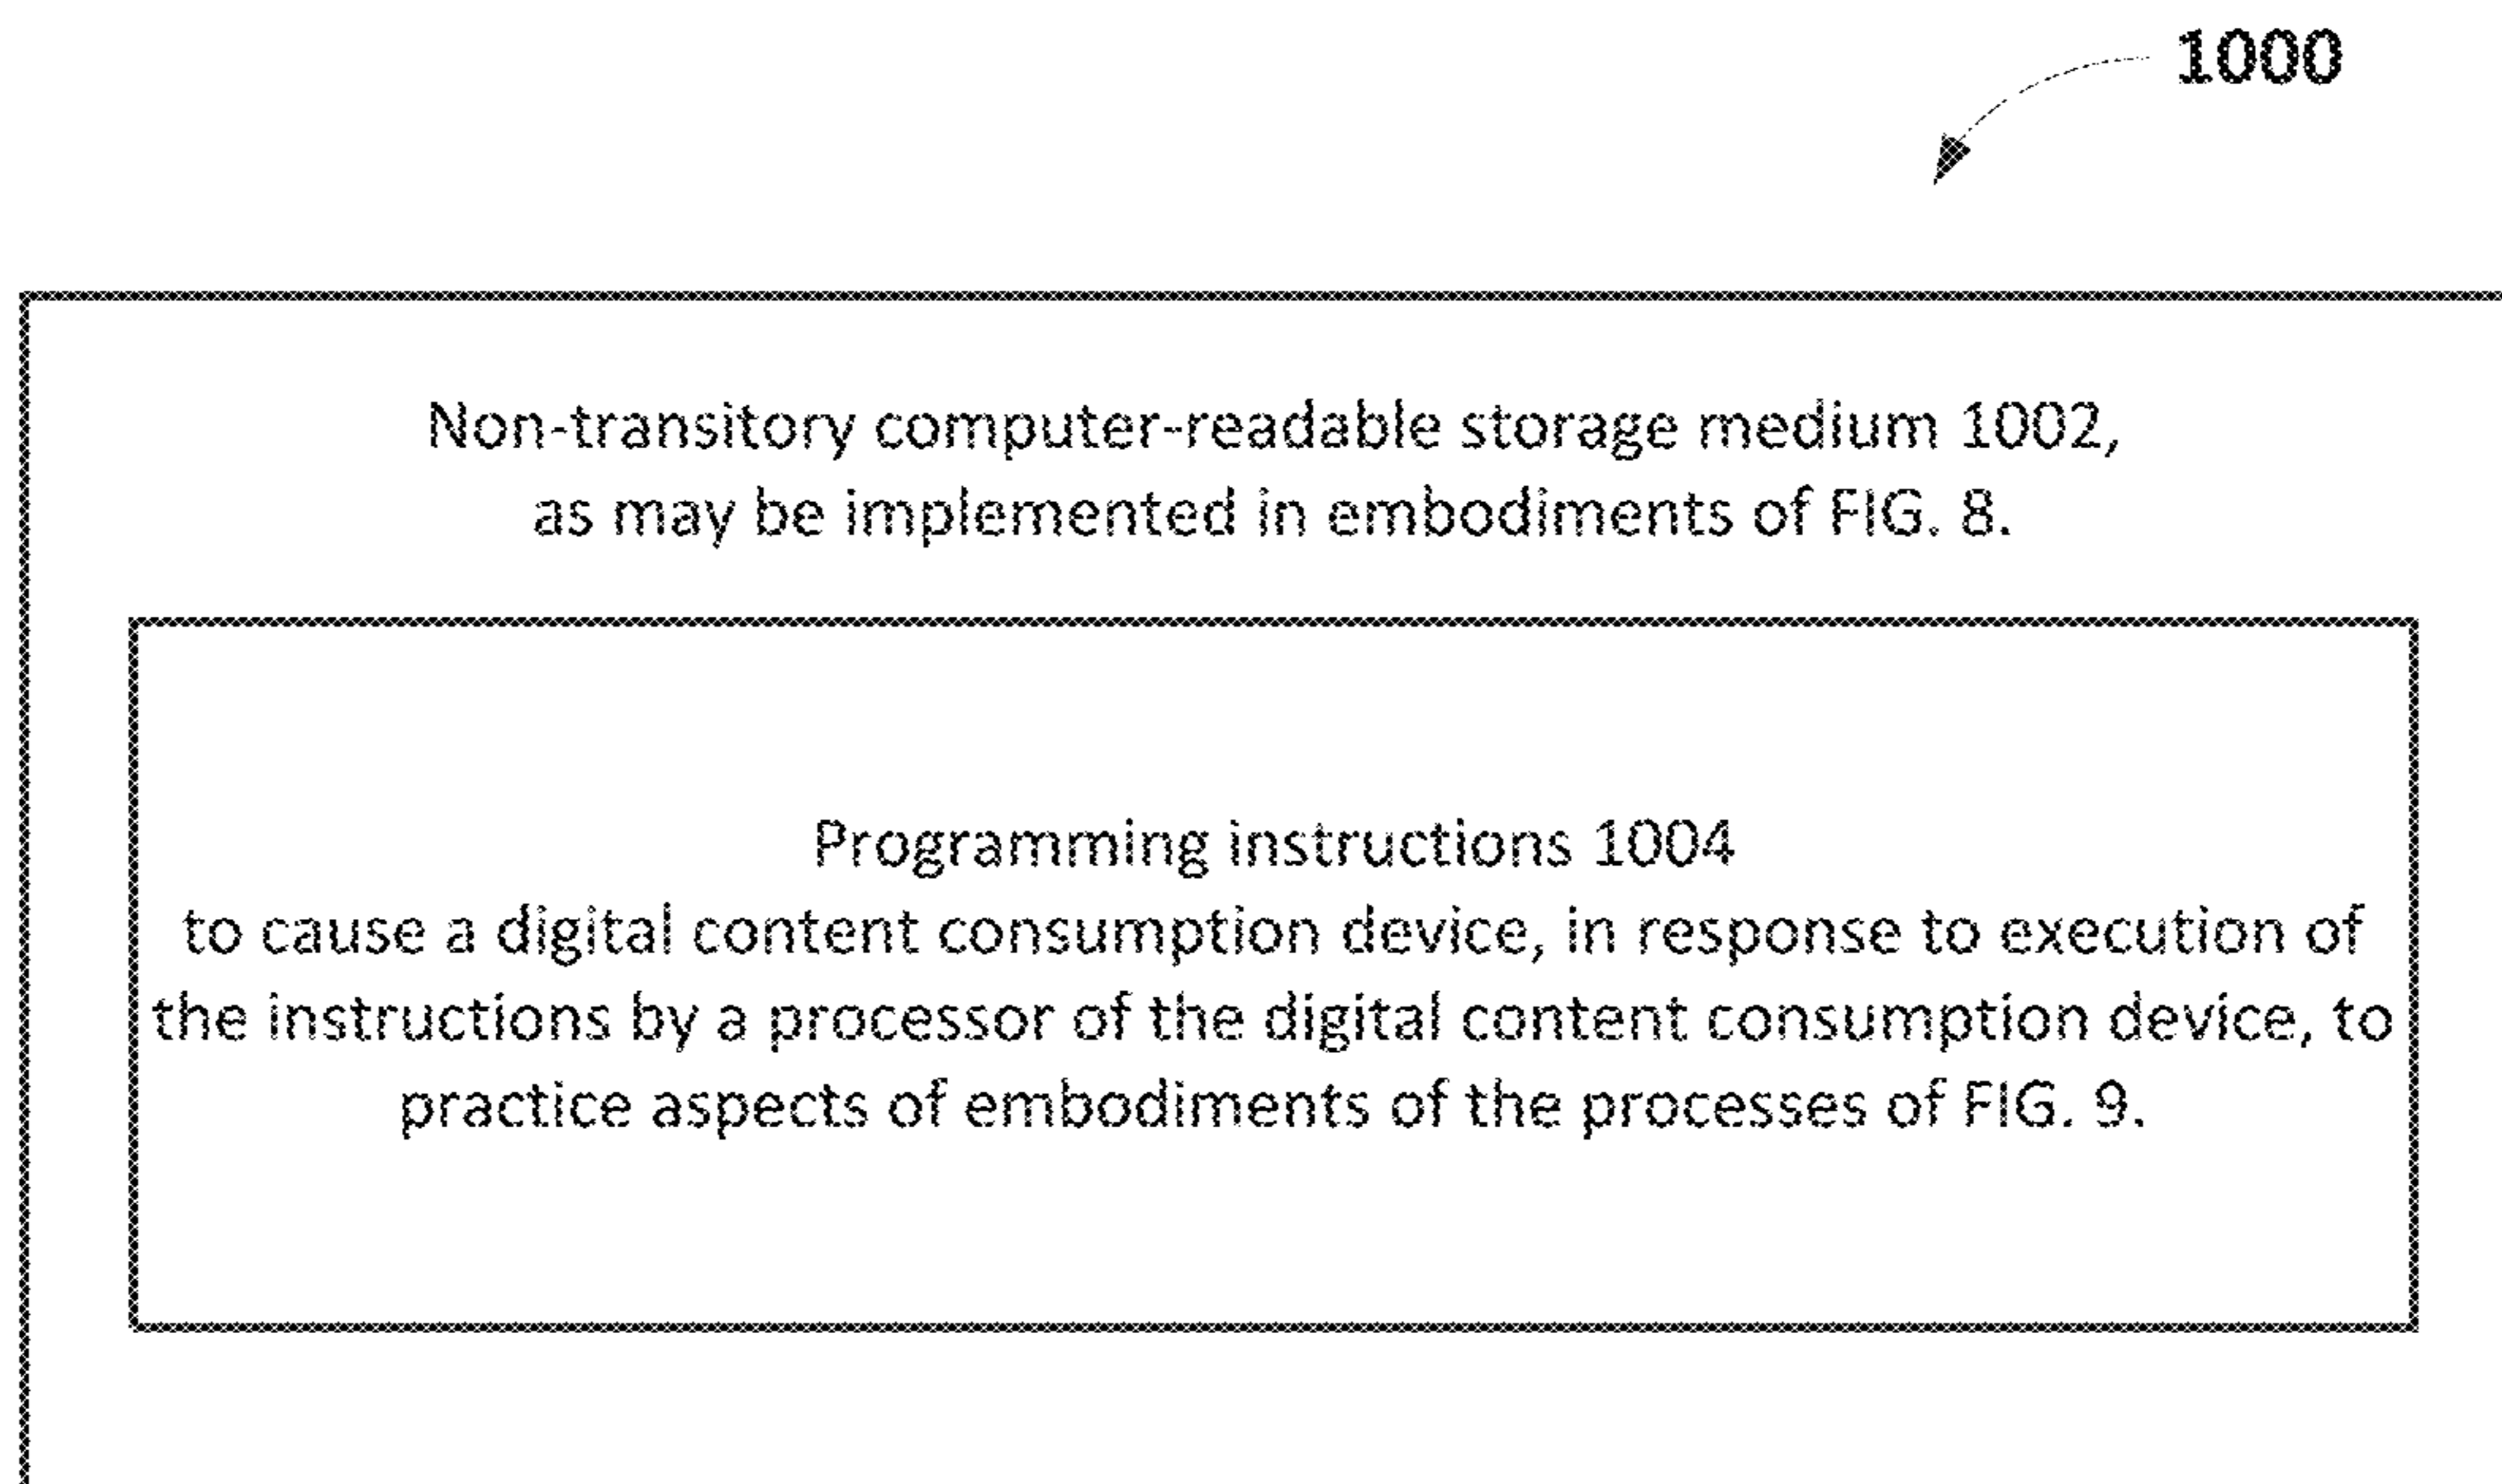 1000
Non-transitory computer-readable storage medium 1002,
as may be implemented in embodiments of FIG. 8.
Programming instructions 1004
to cause a digital content consumption device, in response to execution of
the instructions by a processor of the digital content consumption device, to
practice aspects of embodiments of the processes of FIG. 9.